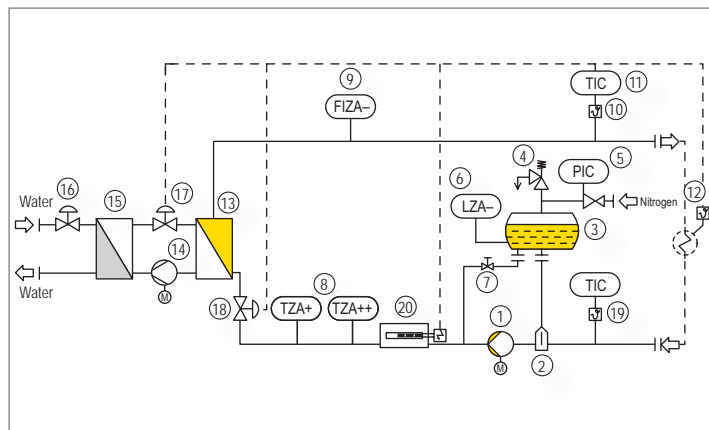 9
11
FIZA–
TIC
10
4
5
6
PIC
16
17
13
12
15
Water
LZA–
Nitrogen
3
14
Water
M
8
7
TIC
18
TZA+
TZA++
20
1
19
M
2